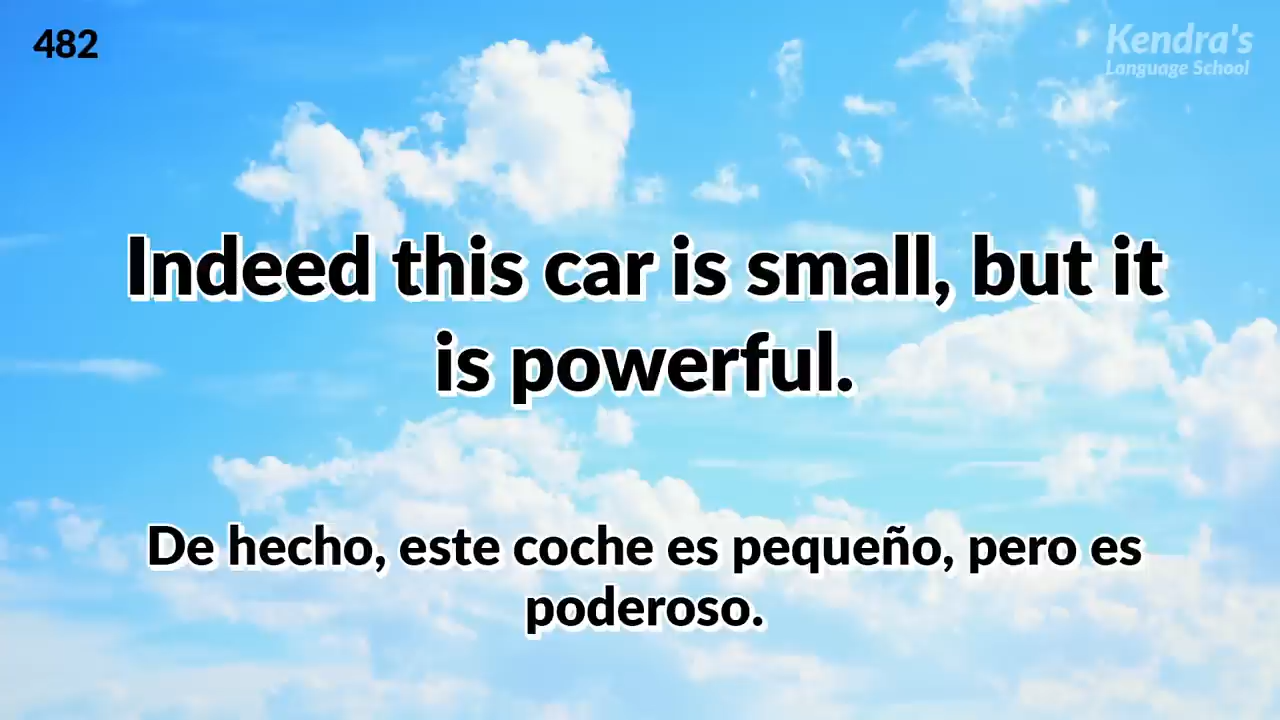 482
Kendra's
Language School
Indeed this car is small, but it
is powerful.
De hecho, este coche es pequeño, pero es
poderoso.